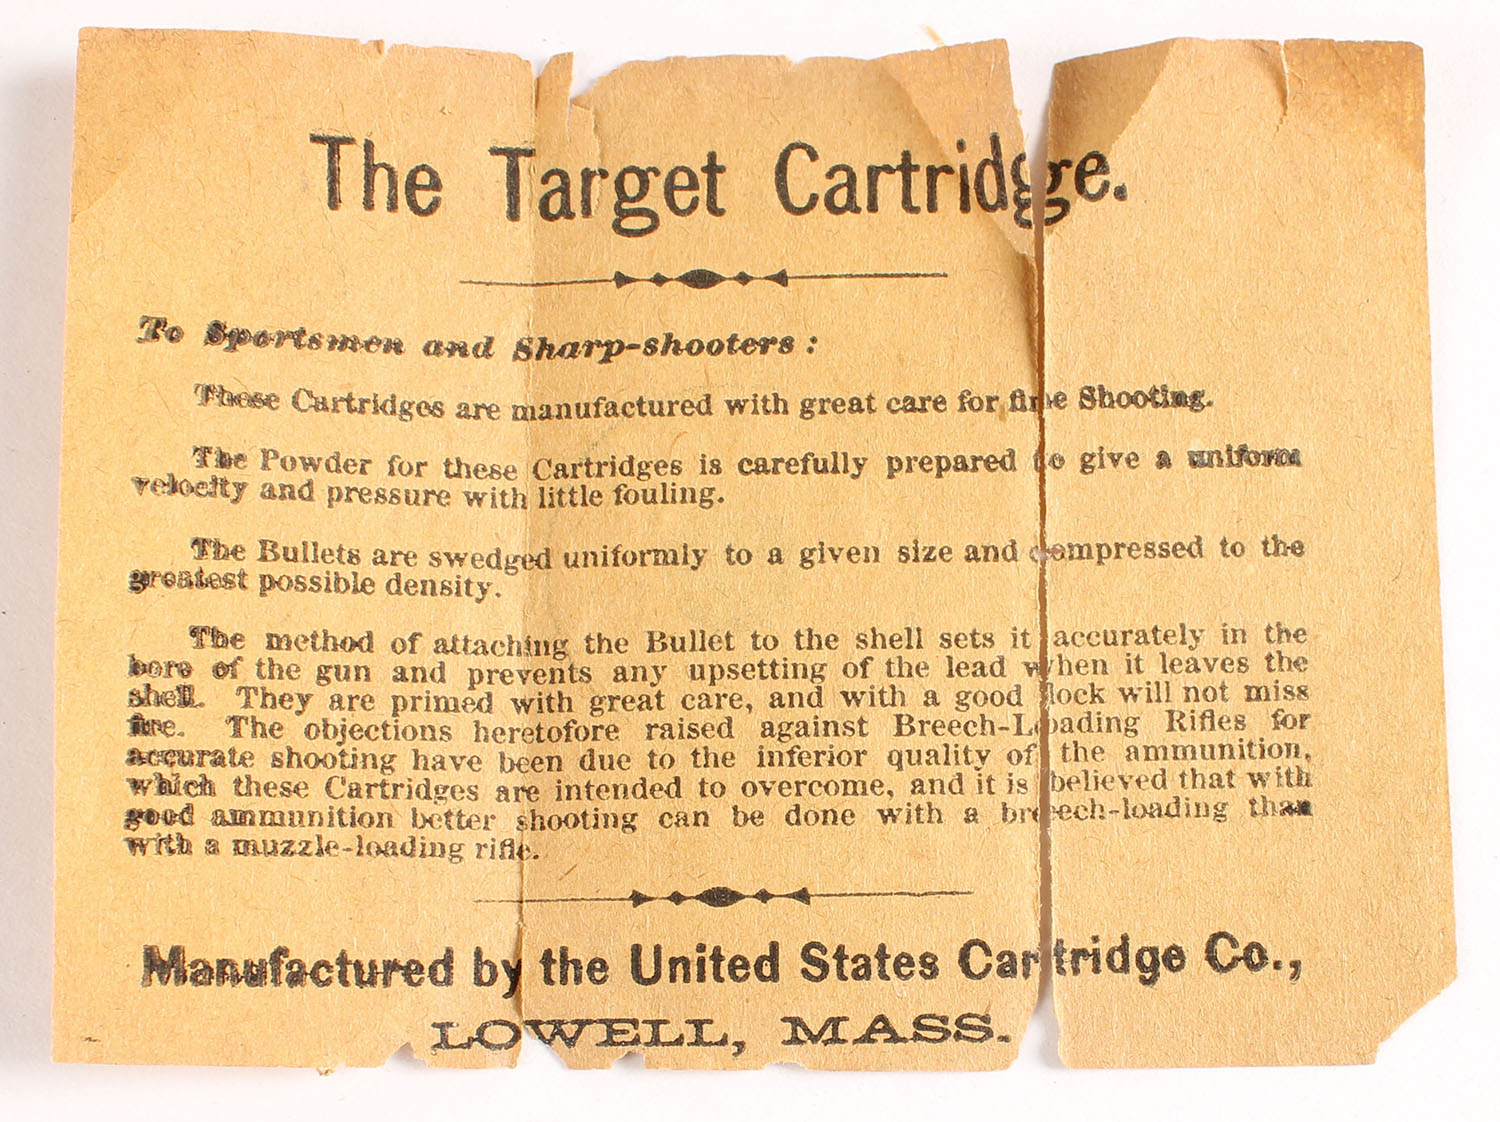 The Target Cartridge.
To Sportsmen and Sharp-shooters:
These Cartridges are manufactured with great care for fine Shooting.
The Powder for these Cartridges is carefully prepared to give a uniform
velocity and pressure with little fouling.
The Bullets are swedged uniformly to a given size and compressed to the
greatest possible density.
The method of attaching the Bullet to the shell sets it accurately in the
bore of the gun and prevents any upsetting of the lead when it leaves the
shell. They are primed with great care, and with a good lock will not miss
fire. The objections heretofore raised against Breech-Loading Rifles for
accurate shooting have been due to the inferior quality of the ammunition,
which these Cartridges are intended to overcome, and it is believed that with
good ammunition better shooting can be done with a breech-loading than
with a muzzle-loading rifle.
Manufactured by the United States Cartridge Co.,
LOWELL, MASS.